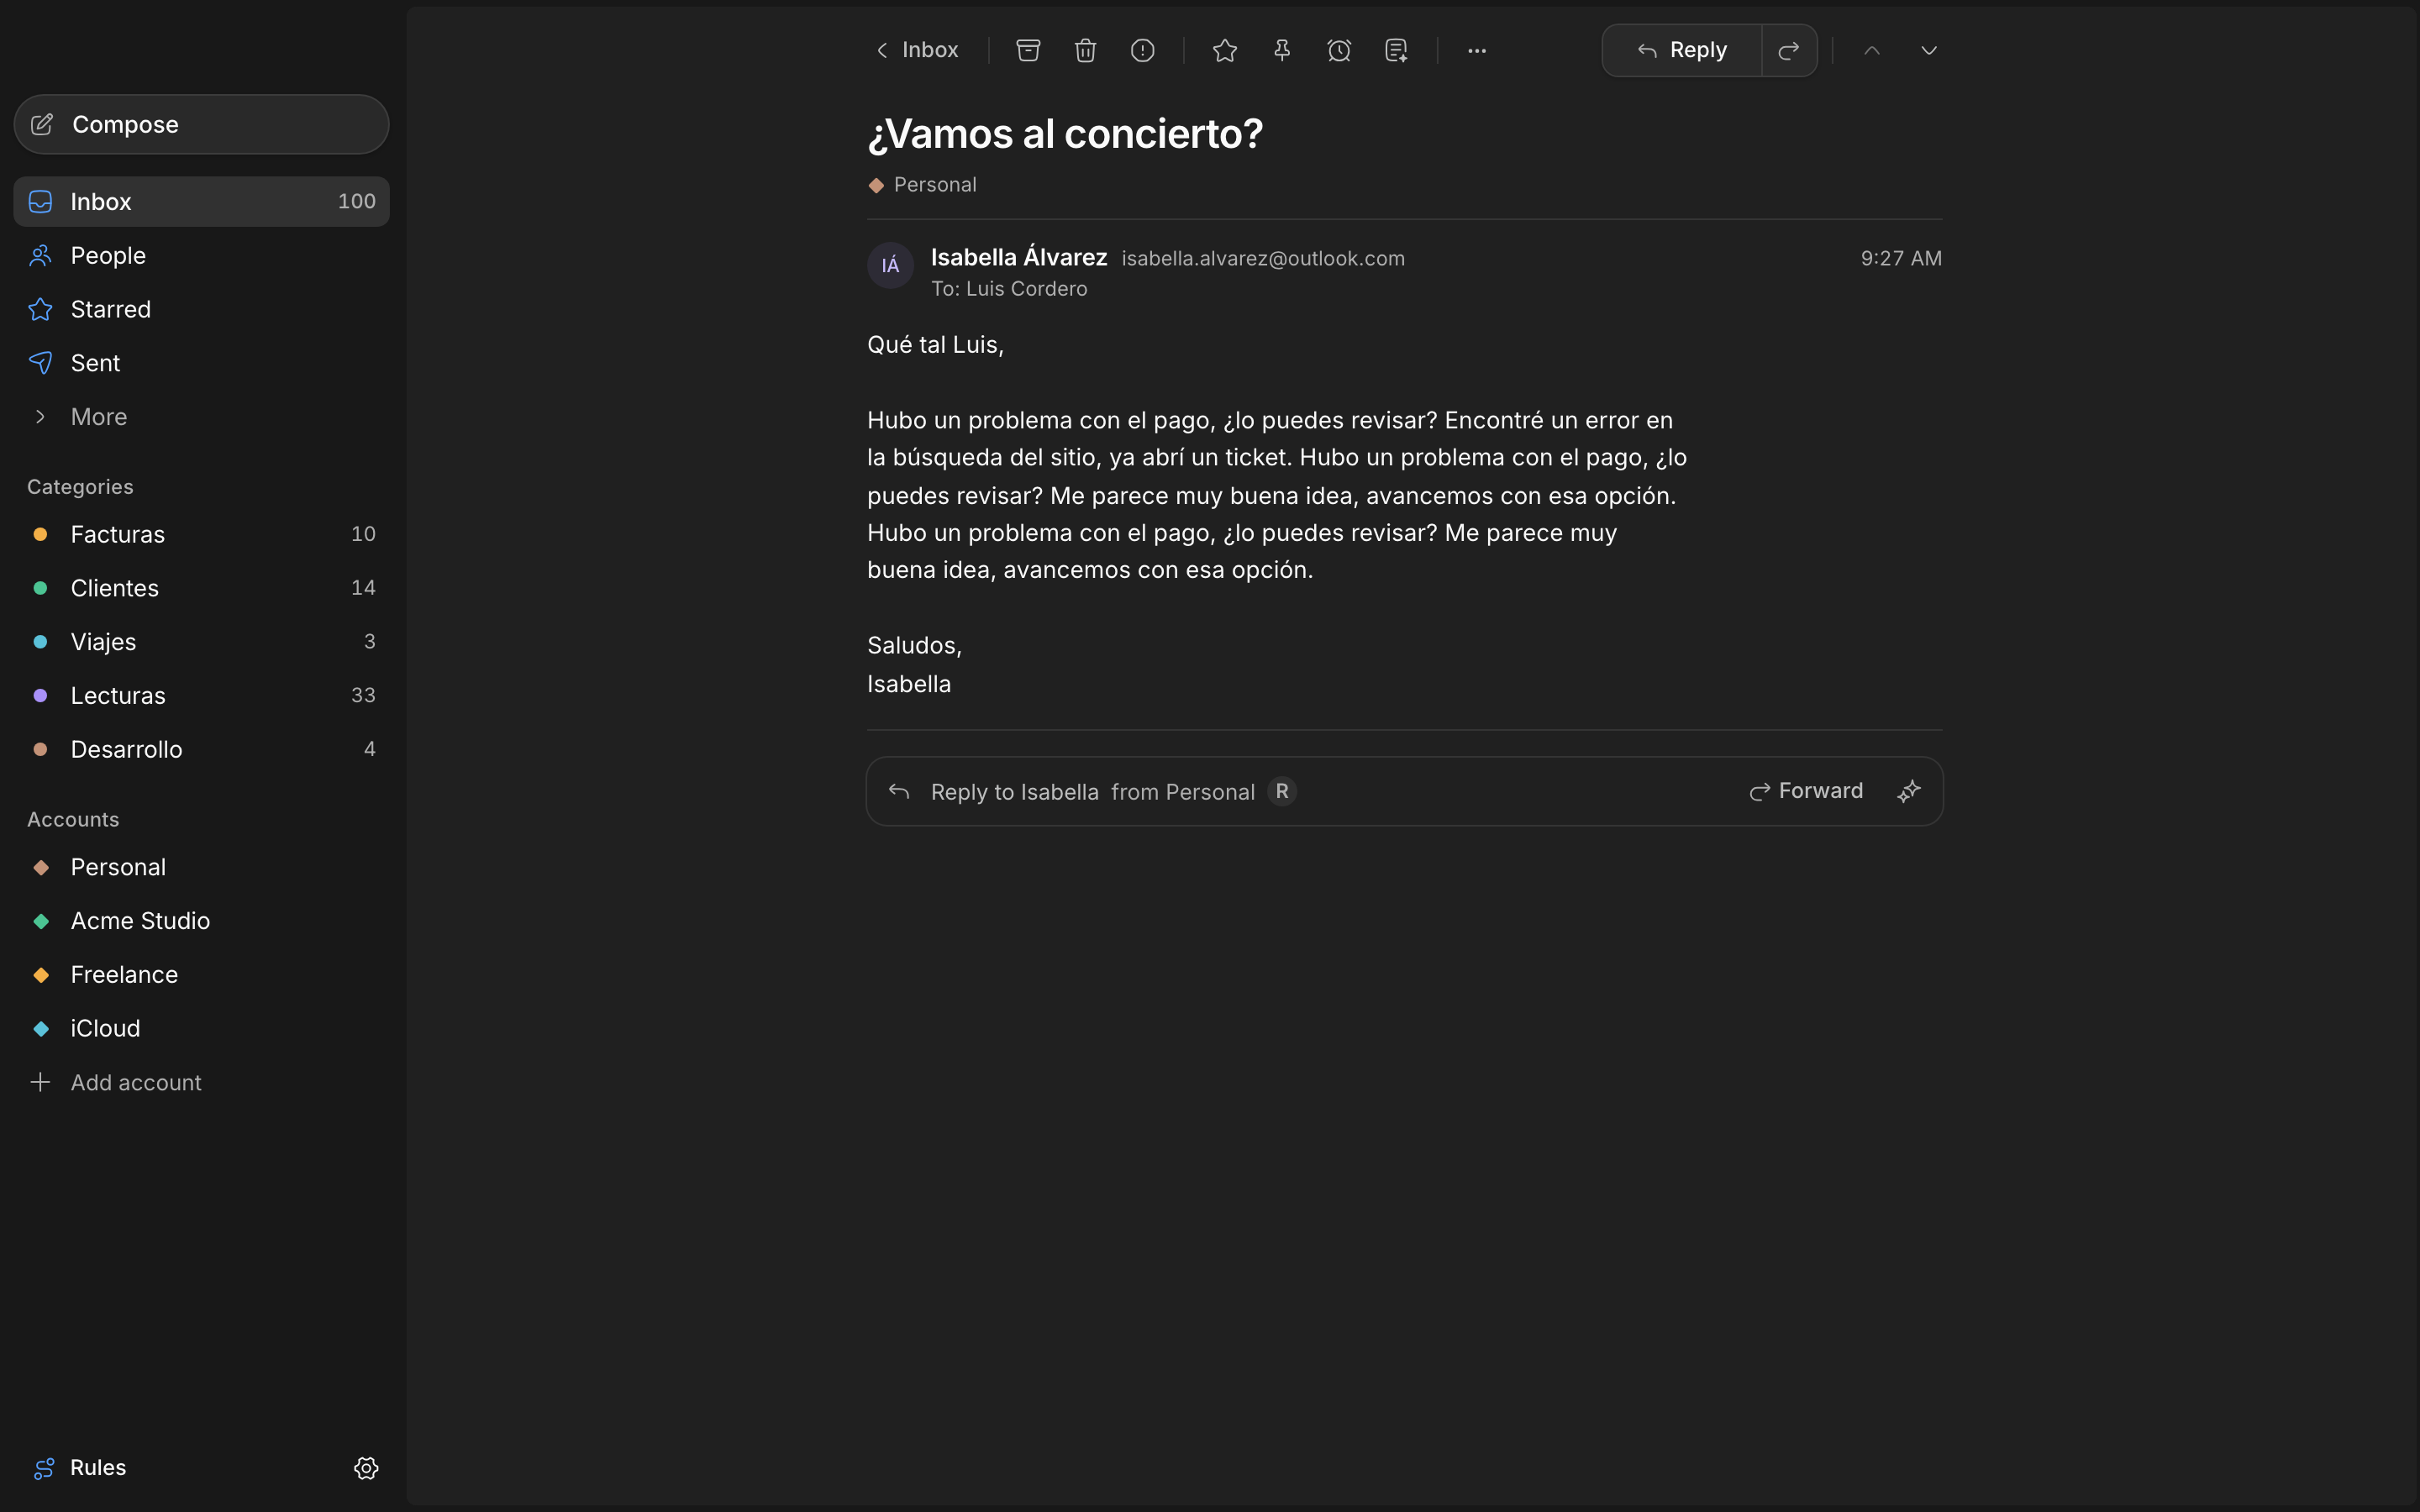 Inbox
Reply
Compose
Inbox 100
People
Starred
Sent
More
Categories
Facturas 10
Clientes 14
Viajes 3
Lecturas 33
Desarrollo 4
Accounts
Personal
Acme Studio
Freelance
iCloud
Add account
Rules
¿Vamos al concierto?
Personal
IÁ
Isabella Álvarez isabella.alvarez@outlook.com 9:27 AM
To: Luis Cordero
Qué tal Luis,
Hubo un problema con el pago, ¿lo puedes revisar? Encontré un error en
la búsqueda del sitio, ya abrí un ticket. Hubo un problema con el pago, ¿lo
puedes revisar? Me parece muy buena idea, avancemos con esa opción.
Hubo un problema con el pago, ¿lo puedes revisar? Me parece muy
buena idea, avancemos con esa opción.
Saludos,
Isabella
Reply to Isabella from Personal R Forward